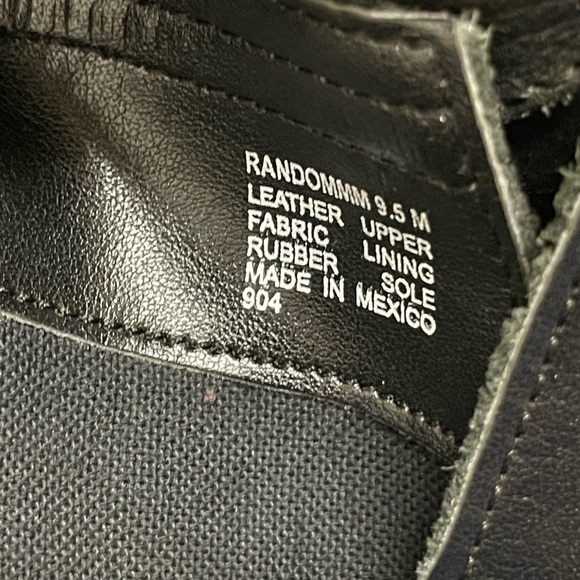 RANDOMMM 9.5 M
LEATHER UPPER
FABRIC LINING
RUBBER SOLE
MADE IN MEXICO
904